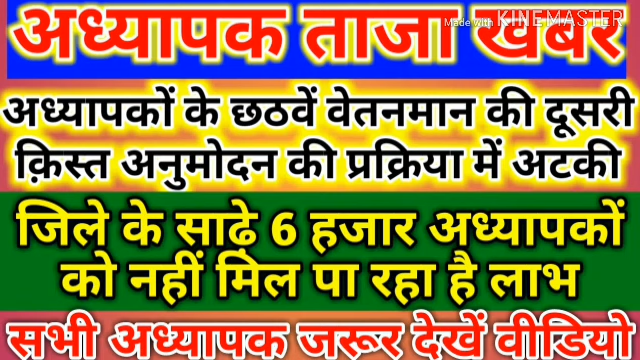 Made with KINEMASTER
अध्यापक ताजा खबर
अध्यापकों के छठवें वेतनमान की दूसरी
क़िस्त अनुमोदन की प्रक्रिया में अटकी
जिले के साढ़े 6 हजार अध्यापकों
को नहीं मिल पा रहा है लाभ
सभी अध्यापक जरूर देखें वीडियो